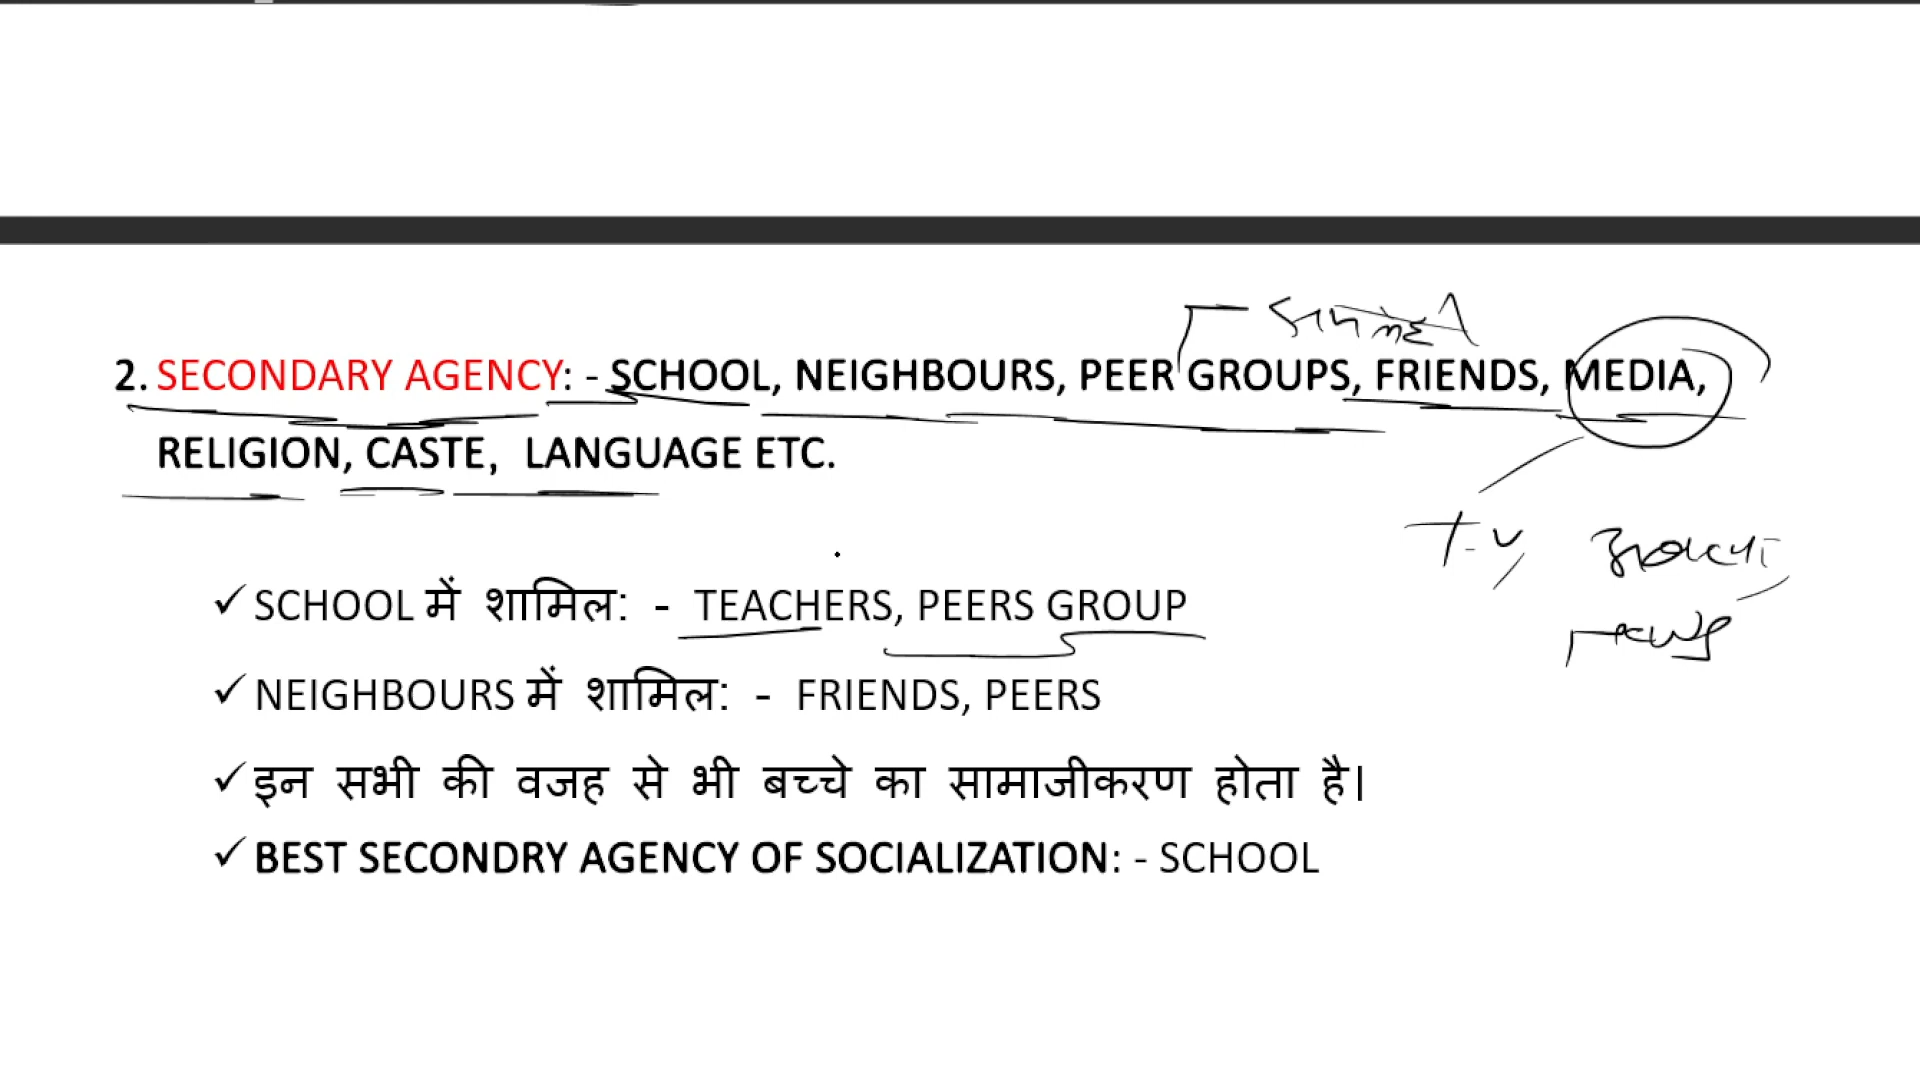 2. SECONDARY AGENCY: - SCHOOL, NEIGHBOURS, PEER GROUPS, FRIENDS, MEDIA,
RELIGION, CASTE, LANGUAGE ETC.
T.V,
✓ SCHOOL में शामिल: - TEACHERS, PEERS GROUP
✓ NEIGHBOURS में शामिल: - FRIENDS, PEERS
✓ इन सभी की वजह से भी बच्चे का सामाजीकरण होता है।
✓ BEST SECONDRY AGENCY OF SOCIALIZATION: - SCHOOL